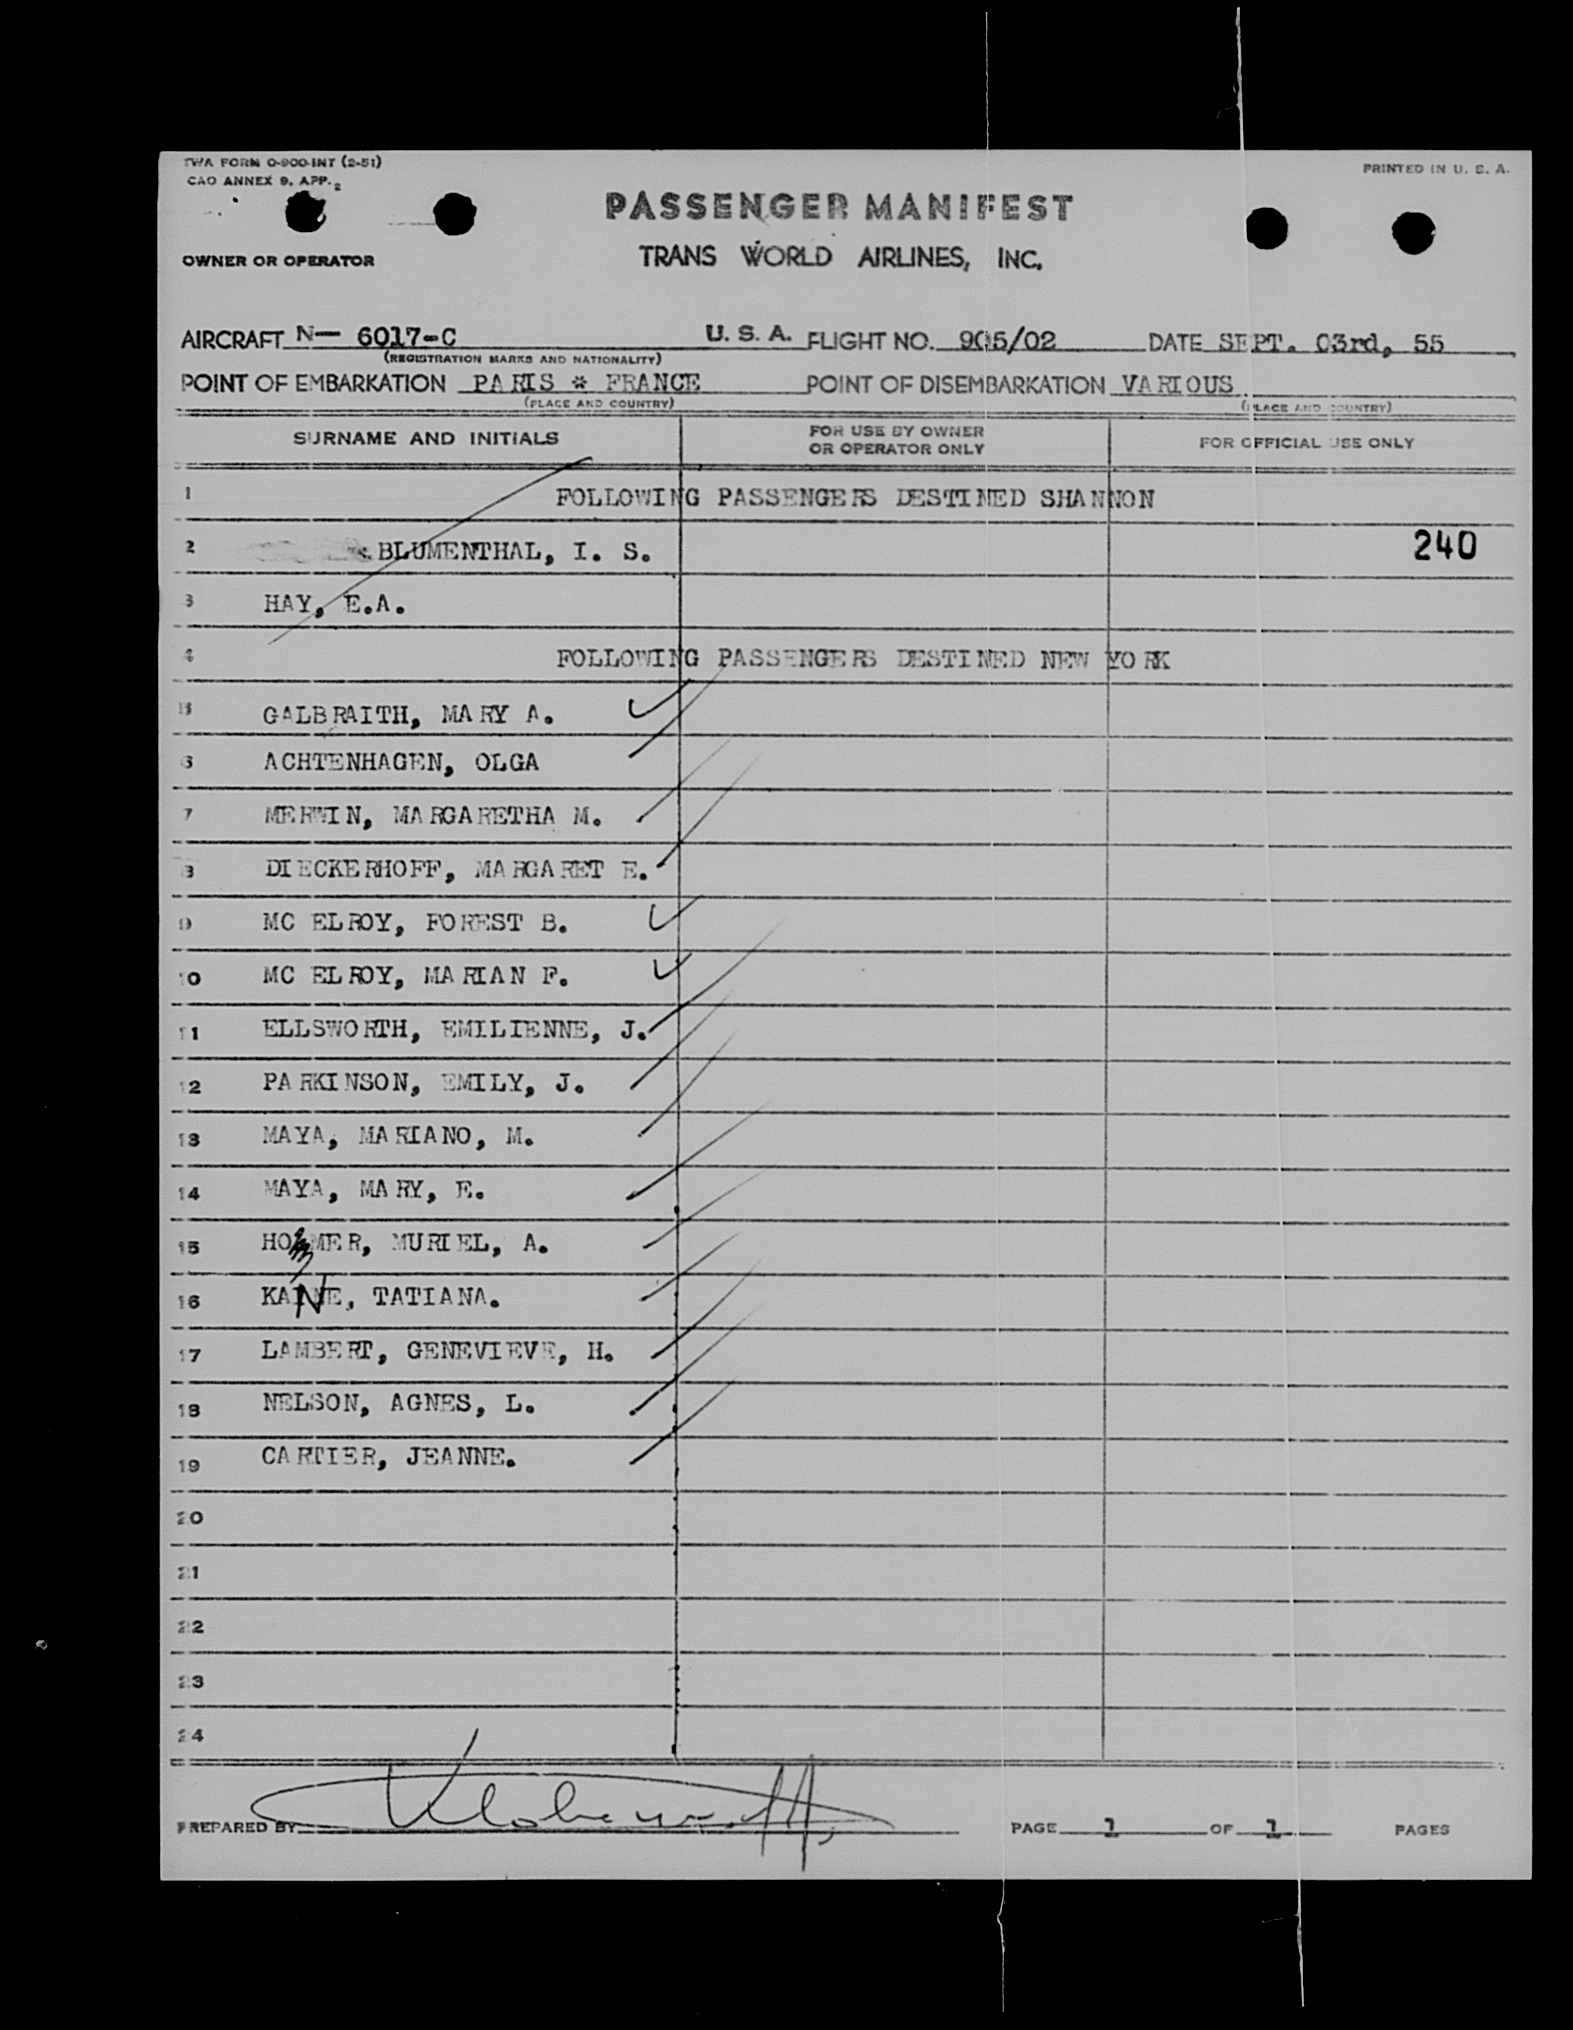 TWA FORM O-900-INT (2-51)
CAO ANNEX 9. APP. 2
PRINTED IN U. S. A.
PASSENGER MANIFEST
OWNER OR OPERATOR TRANS WORLD AIRLINES, INC.
AIRCRAFT N— 6017-C U. S. A. FLIGHT NO. 905/02 DATE SEPT. 03rd, 55
(REGISTRATION MARKS AND NATIONALITY)
POINT OF EMBARKATION PARIS * FRANCE POINT OF DISEMBARKATION VARIOUS
(PLACE AND COUNTRY) (PLACE AND COUNTRY)
SURNAME AND INITIALS FOR USE BY OWNER OR OPERATOR ONLY FOR OFFICIAL USE ONLY
1 FOLLOWING PASSENGERS DESTINED SHANNON
2 BLUMENTHAL, I. S. 240
3 HAY, E.A.
4 FOLLOWING PASSENGERS DESTINED NEW YORK
5 GALBRAITH, MARY A.
6 ACHTENHAGEN, OLGA
7 MERWIN, MARGARETHA M.
8 DIECKERHOFF, MARGARET E.
9 MC ELROY, FOREST B.
10 MC ELROY, MARIAN F.
11 ELLSWORTH, EMILIENNE, J.
12 PARKINSON, EMILY, J.
13 MAYA, MARIANO, M.
14 MAYA, MARY, E.
15 MURIEL, A.
16 TATIANA.
17 LAMBERT, GENEVIEVE, H.
18 NELSON, AGNES, L.
19 CARTIER, JEANNE.
20
21
22
23
24
PREPARED BY PAGE 1 OF 1 PAGES